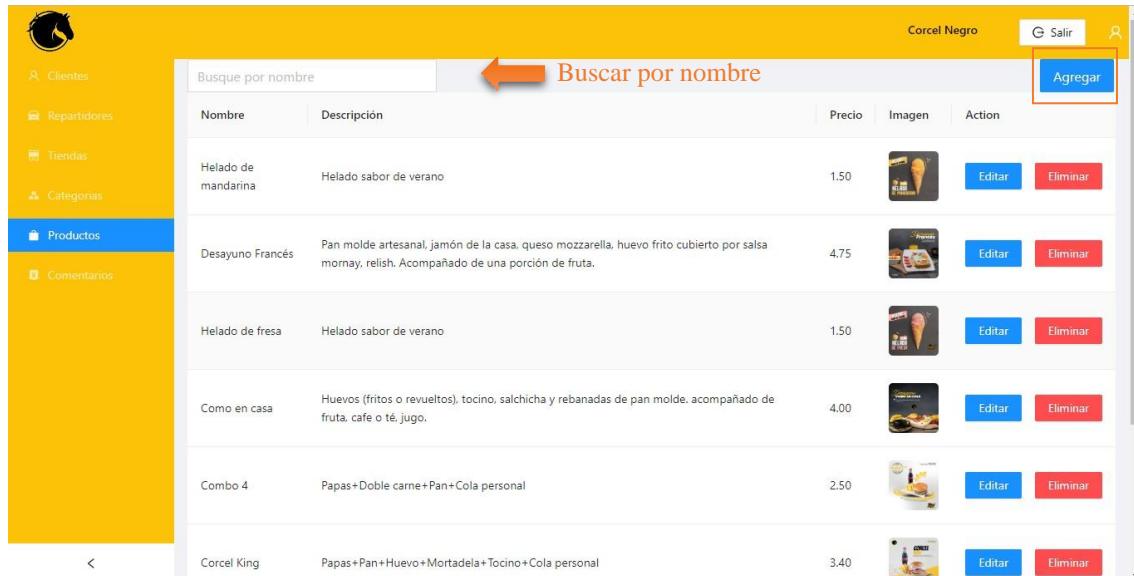 Corcel Negro
Salir
Clientes
Repartidores
Tiendas
Categorias
Productos
Comentarios
Busque por nombre
Buscar por nombre
Agregar
Nombre Descripción Precio Imagen Action
Helado de
mandarina
Helado sabor de verano
1.50
Editar Eliminar
Desayuno Francés
Pan molde artesanal, jamón de la casa, queso mozzarella, huevo frito cubierto por salsa
mornay, relish. Acompañado de una porción de fruta.
4.75
Editar Eliminar
Helado de fresa
Helado sabor de verano
1.50
Editar Eliminar
Como en casa
Huevos (fritos o revueltos), tocino, salchicha y rebanadas de pan molde. acompañado de
fruta, cafe o té, jugo.
4.00
Editar Eliminar
Combo 4
Papas+Doble carne+Pan+Cola personal
2.50
Editar Eliminar
Corcel King
Papas+Pan+Huevo+Mortadela+Tocino+Cola personal
3.40
Editar Eliminar